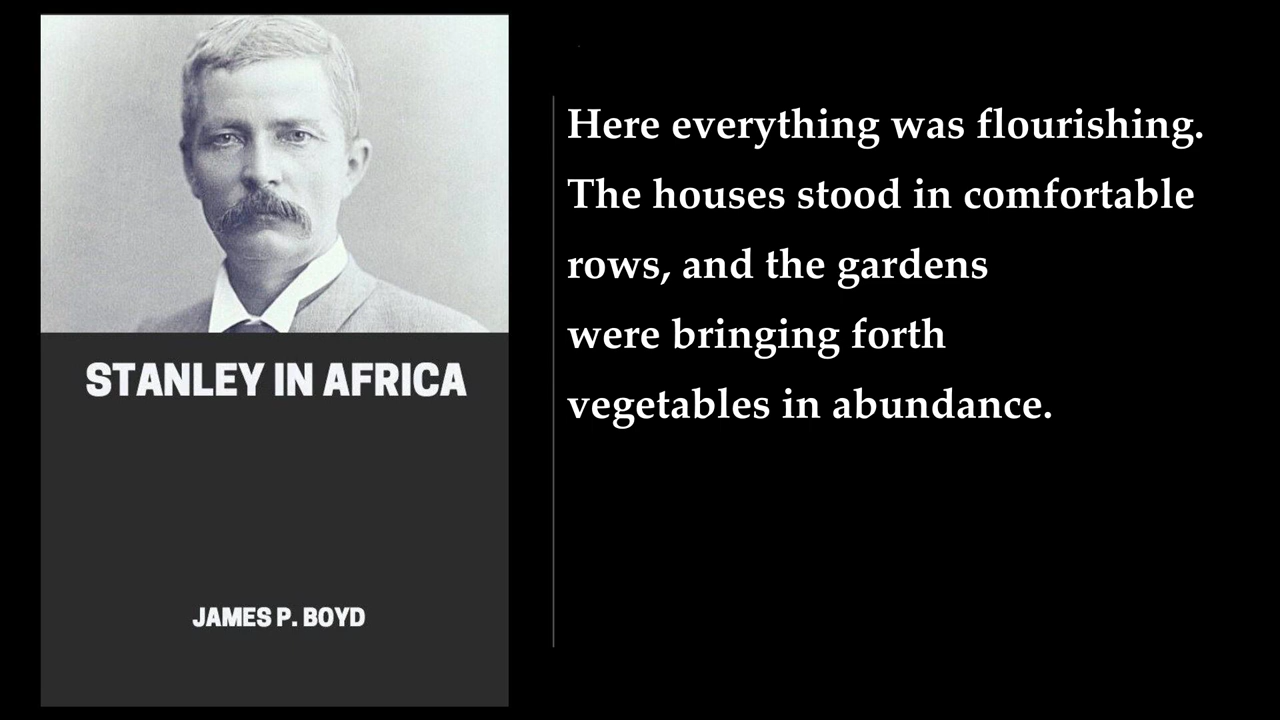 STANLEY IN AFRICA
JAMES P. BOYD
Here everything was flourishing.
The houses stood in comfortable
rows, and the gardens
were bringing forth
vegetables in abundance.